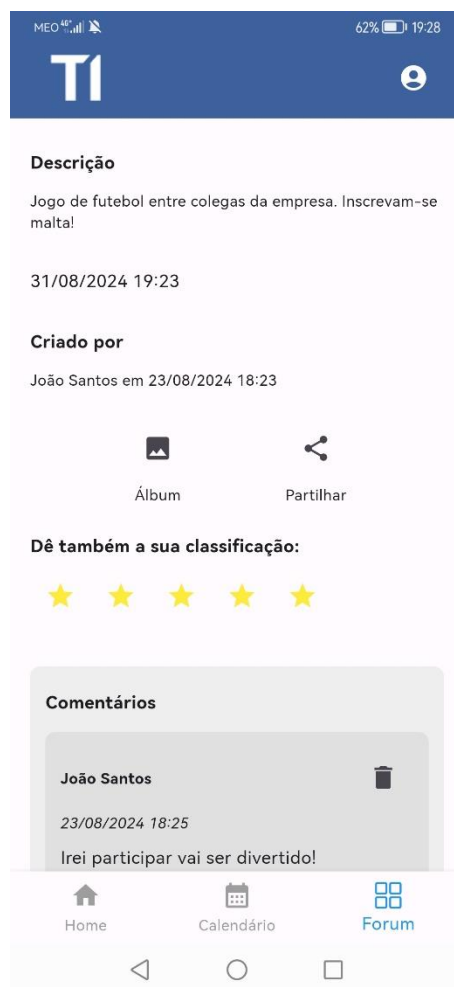 MEO 62% 19:28
TI
Descrição
Jogo de futebol entre colegas da empresa. Inscrevam-se
malta!
31/08/2024 19:23
Criado por
João Santos em 23/08/2024 18:23
Álbum Partilhar
Dê também a sua classificação:
Comentários
João Santos
23/08/2024 18:25
Irei participar vai ser divertido!
Home Calendário Forum